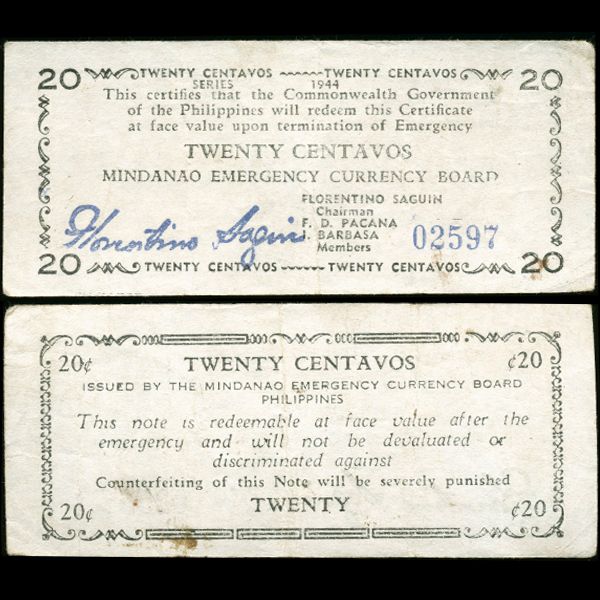 20 TWENTY CENTAVOS TWENTY CENTAVOS 20
SERIES 1944
This certifies that the Commonwealth Government
of the Philippines will redeem this Certificate
at face value upon termination of Emergency
TWENTY CENTAVOS
MINDANAO EMERGENCY CURRENCY BOARD
FLORENTINO SAGUIN
Chairman
F. D. PACANA
J. BARBASA
Members
Florentino Saguin
02597
20 TWENTY CENTAVOS TWENTY CENTAVOS 20
20¢ TWENTY CENTAVOS ¢20
ISSUED BY THE MINDANAO EMERGENCY CURRENCY BOARD
PHILIPPINES
This note is redeemable at face value after the
emergency and will not be devaluated or
discriminated against
Counterfeiting of this Note will be severely punished
20¢ TWENTY ¢20